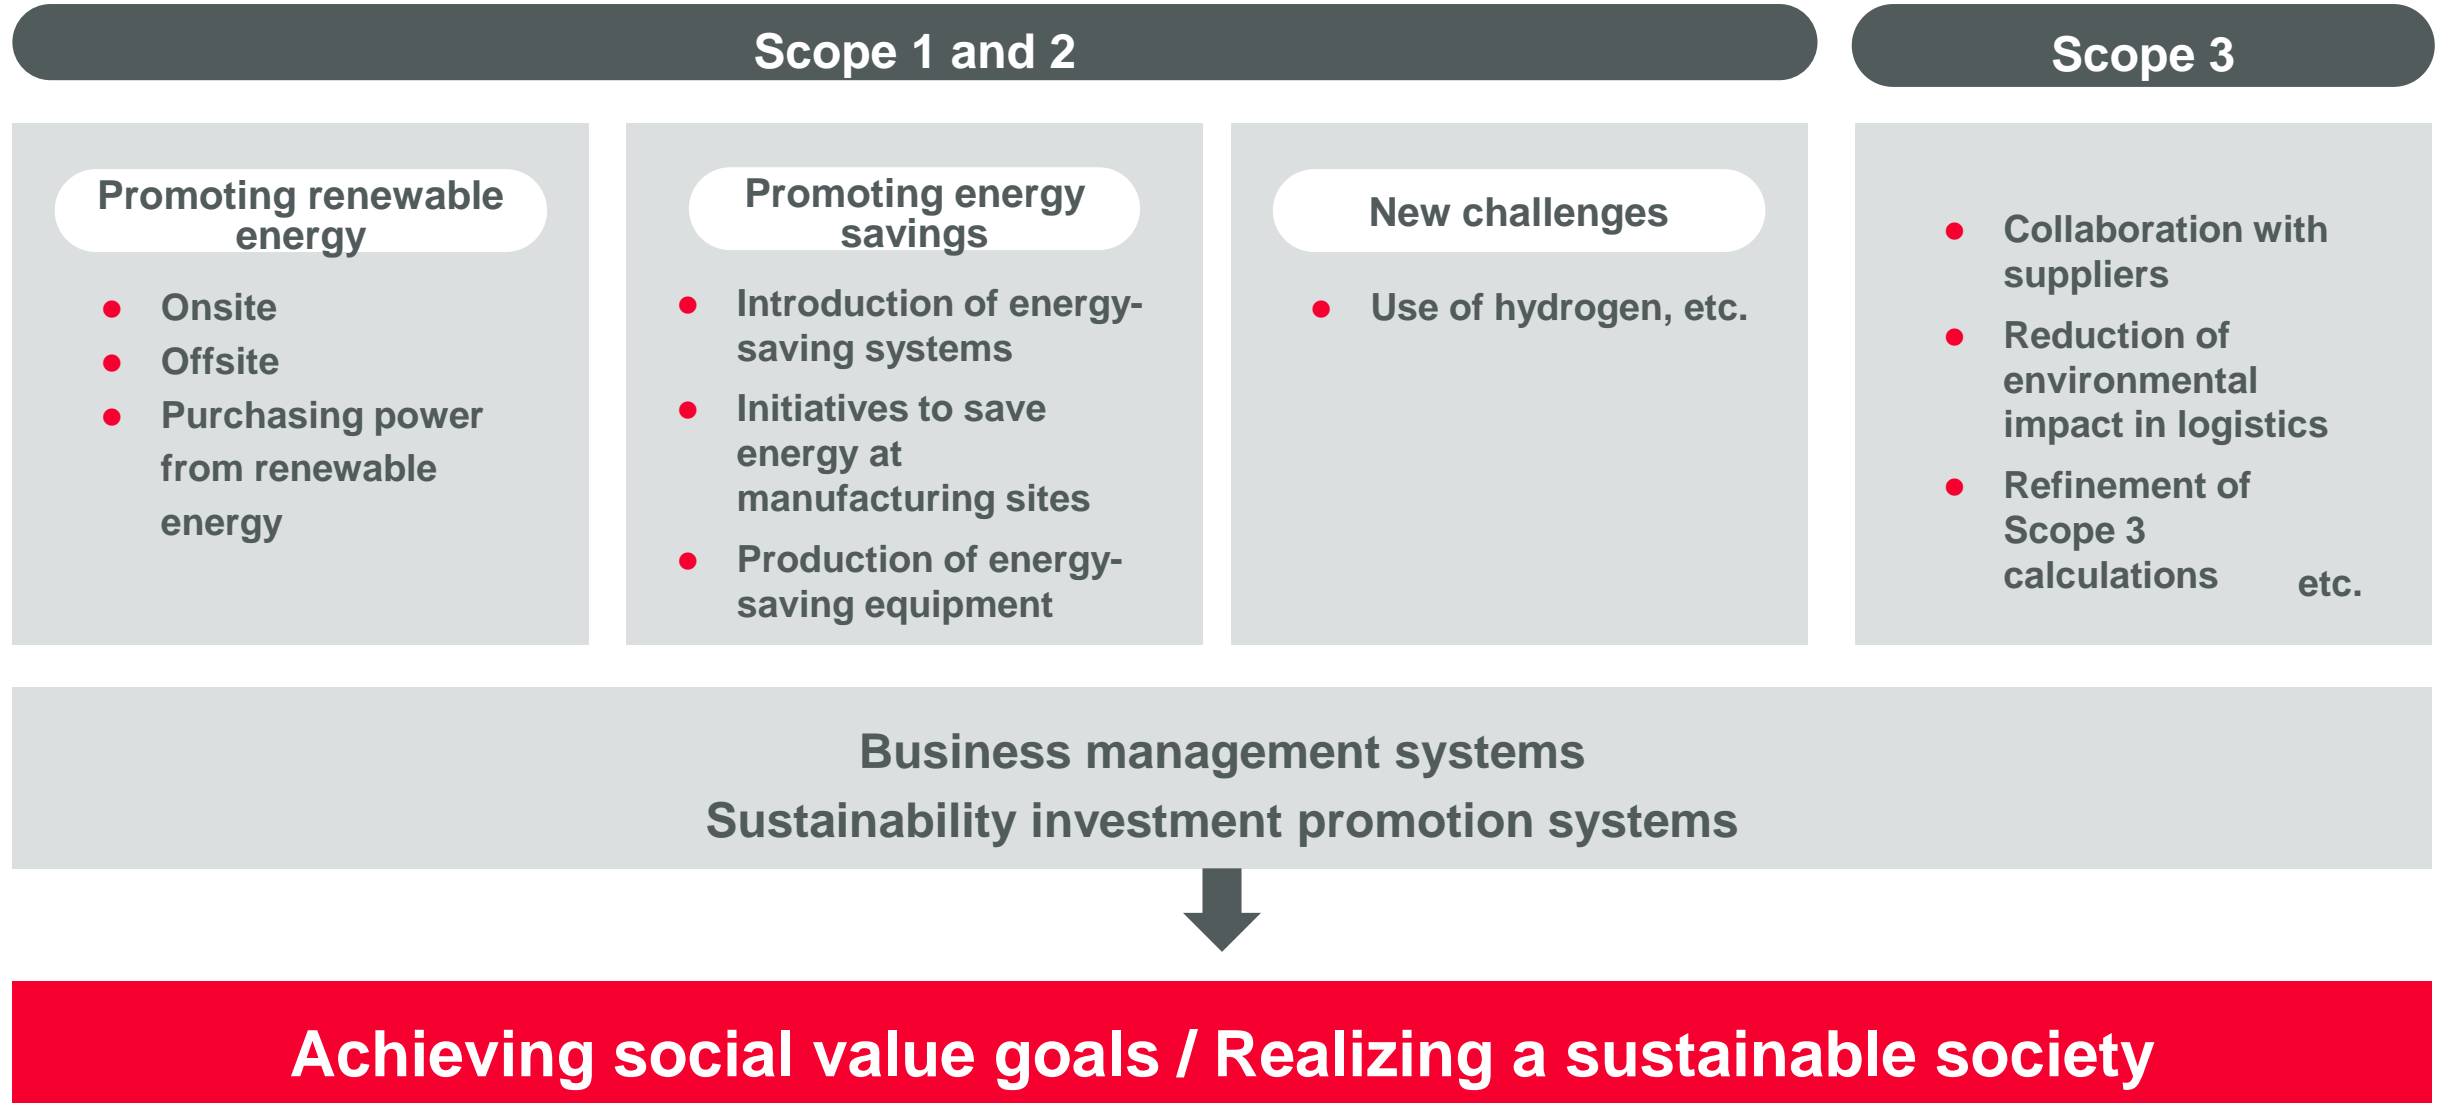 Scope 1 and 2
Scope 3
Promoting renewable
energy
● Onsite
● Offsite
● Purchasing power
from renewable
energy
Promoting energy
savings
● Introduction of energy-
saving systems
● Initiatives to save
energy at
manufacturing sites
● Production of energy-
saving equipment
New challenges
● Use of hydrogen, etc.
● Collaboration with
suppliers
● Reduction of
environmental
impact in logistics
● Refinement of
Scope 3
calculations etc.
Business management systems
Sustainability investment promotion systems
Achieving social value goals / Realizing a sustainable society